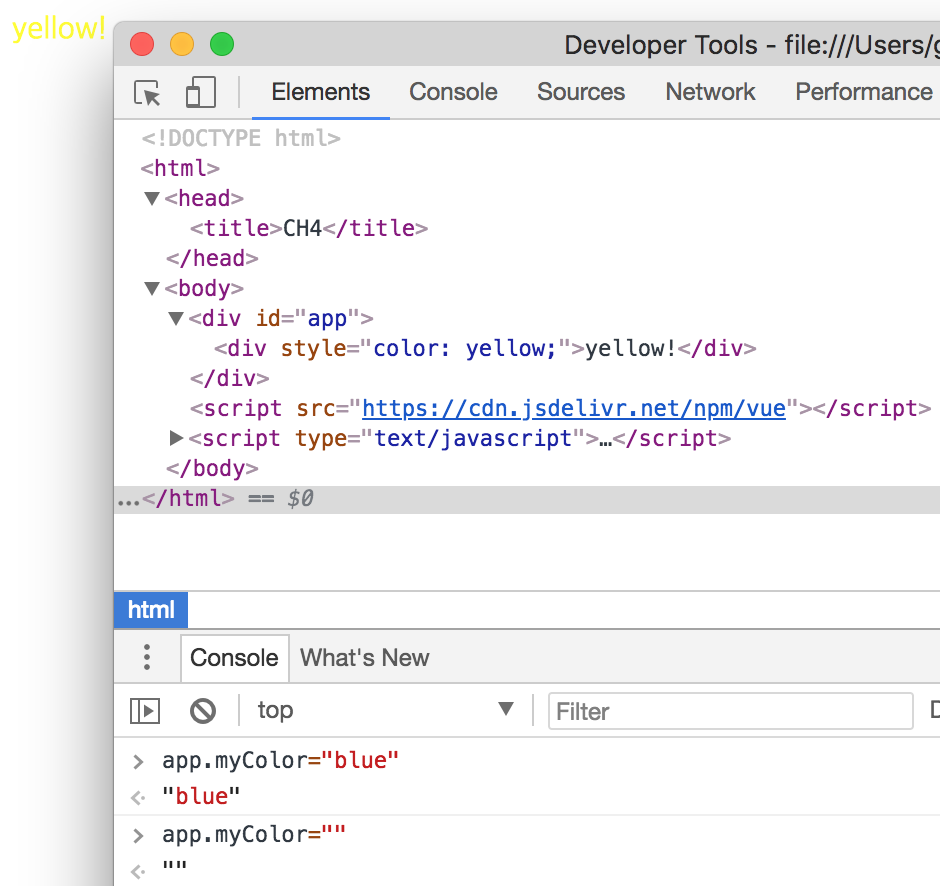 yellow!
Developer Tools - file:///Users/g
Elements Console Sources Network Performance
<!DOCTYPE html>
<html>
<head>
<title>CH4</title>
</head>
<body>
<div id="app">
<div style="color: yellow;">yellow!</div>
</div>
<script src="https://cdn.jsdelivr.net/npm/vue"></script>
<script type="text/javascript">…</script>
</body>
...</html> == $0
html
Console What's New
top Filter D
> app.myColor="blue"
"blue"
> app.myColor=""
""